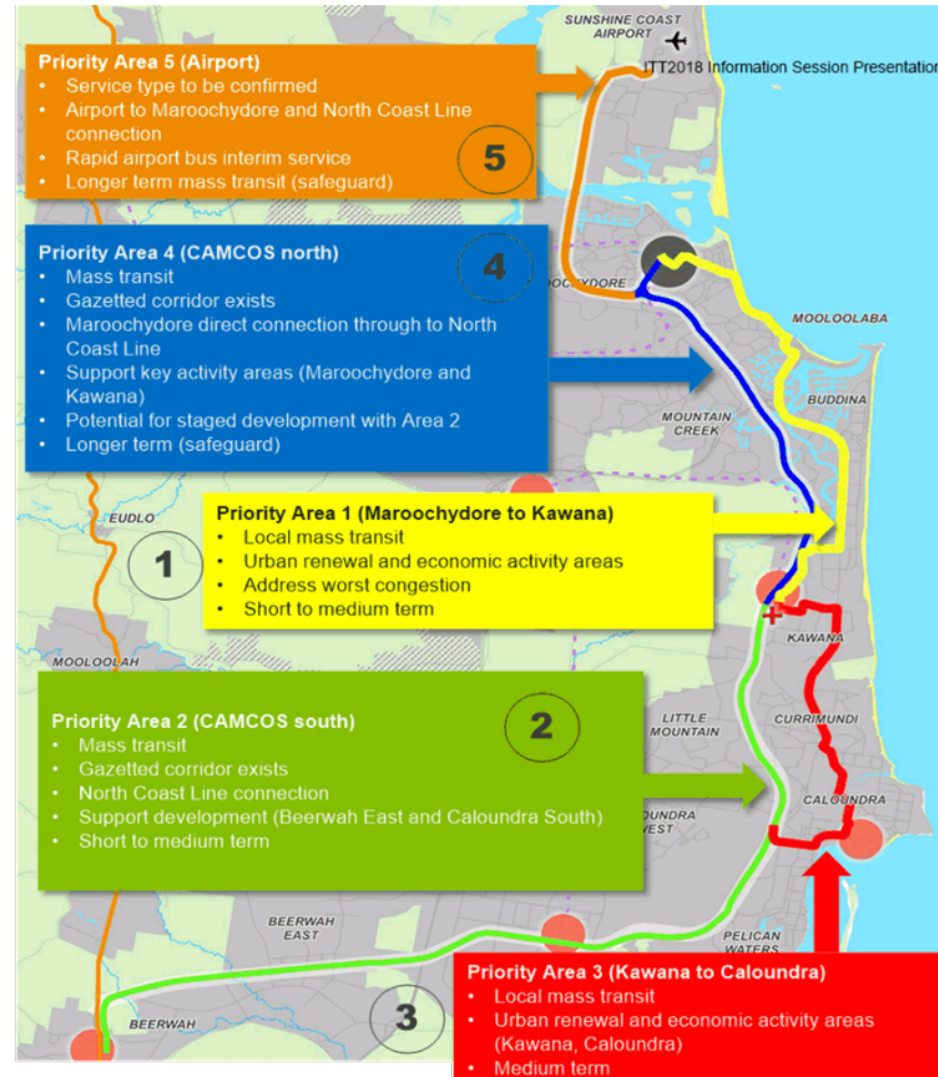 SUNSHINE COAST
AIRPORT
ITT2018 Information Session Presentation
Priority Area 5 (Airport)
• Service type to be confirmed
• Airport to Maroochydore and North Coast Line
connection
• Rapid airport bus interim service
• Longer term mass transit (safeguard)
5
Priority Area 4 (CAMCOS north)
• Mass transit
• Gazetted corridor exists
• Maroochydore direct connection through to North
Coast Line
• Support key activity areas (Maroochydore and
Kawana)
• Potential for staged development with Area 2
• Longer term (safeguard)
4
OCHYDORE
MOOLOOLABA
BUDDINA
MOUNTAIN
CREEK
EUDLO
1
Priority Area 1 (Maroochydore to Kawana)
• Local mass transit
• Urban renewal and economic activity areas
• Address worst congestion
• Short to medium term
KAWANA
MOOLOOLAH
Priority Area 2 (CAMCOS south)
• Mass transit
• Gazetted corridor exists
• North Coast Line connection
• Support development (Beerwah East and Caloundra South)
• Short to medium term
2
LITTLE
MOUNTAIN
CURRIMUNDI
CALOUNDRA
OUNDRA
EST
BEERWAH
EAST
PELICAN
WATERS
BEERWAH
3
Priority Area 3 (Kawana to Caloundra)
• Local mass transit
• Urban renewal and economic activity areas
(Kawana, Caloundra)
• Medium term